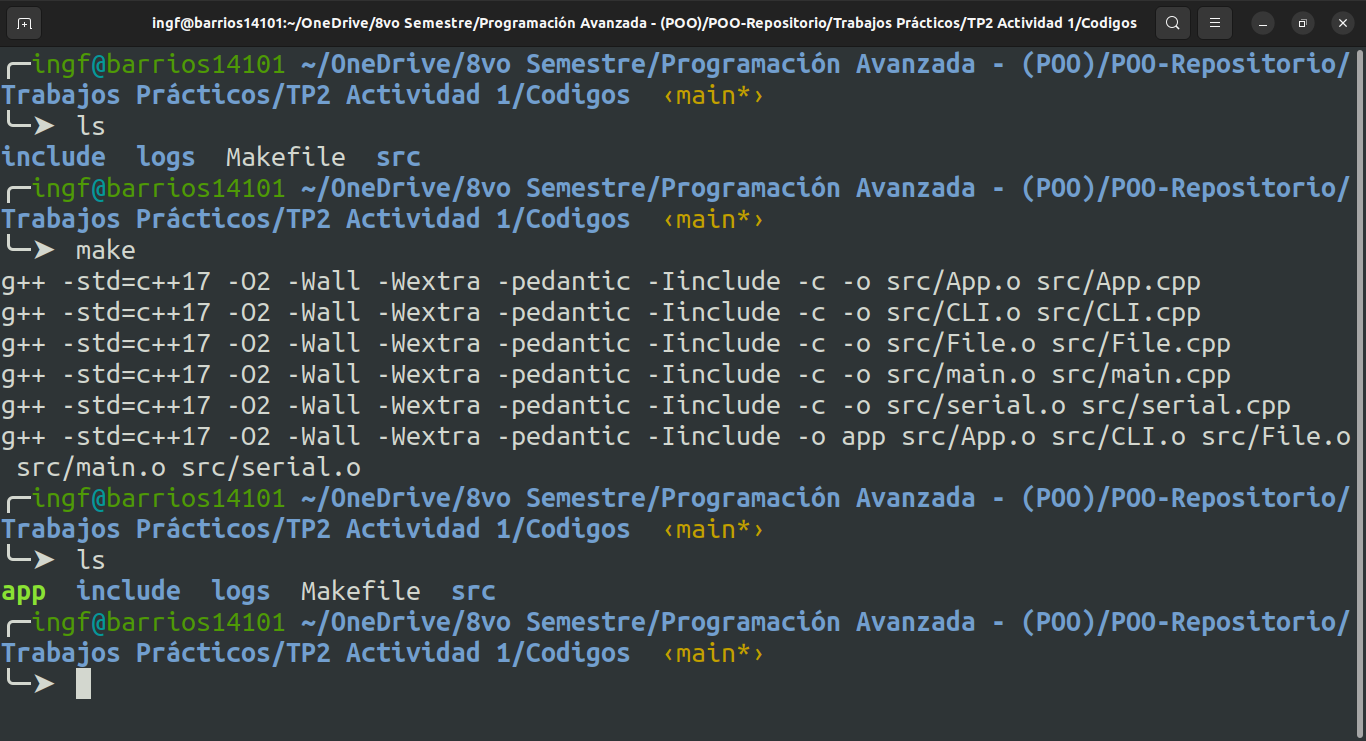 ingf@barrios14101:~/OneDrive/8vo Semestre/Programación Avanzada - (POO)/POO-Repositorio/Trabajos Prácticos/TP2 Actividad 1/Codigos
ingf@barrios14101 ~/OneDrive/8vo Semestre/Programación Avanzada - (POO)/POO-Repositorio/
Trabajos Prácticos/TP2 Actividad 1/Codigos  ‹main*›
╰─➤  ls
include  logs  Makefile  src
╭─ingf@barrios14101 ~/OneDrive/8vo Semestre/Programación Avanzada - (POO)/POO-Repositorio/
Trabajos Prácticos/TP2 Actividad 1/Codigos  ‹main*›
╰─➤  make
g++ -std=c++17 -O2 -Wall -Wextra -pedantic -Iinclude -c -o src/App.o src/App.cpp
g++ -std=c++17 -O2 -Wall -Wextra -pedantic -Iinclude -c -o src/CLI.o src/CLI.cpp
g++ -std=c++17 -O2 -Wall -Wextra -pedantic -Iinclude -c -o src/File.o src/File.cpp
g++ -std=c++17 -O2 -Wall -Wextra -pedantic -Iinclude -c -o src/main.o src/main.cpp
g++ -std=c++17 -O2 -Wall -Wextra -pedantic -Iinclude -c -o src/serial.o src/serial.cpp
g++ -std=c++17 -O2 -Wall -Wextra -pedantic -Iinclude -o app src/App.o src/CLI.o src/File.o
 src/main.o src/serial.o
╭─ingf@barrios14101 ~/OneDrive/8vo Semestre/Programación Avanzada - (POO)/POO-Repositorio/
Trabajos Prácticos/TP2 Actividad 1/Codigos  ‹main*›
╰─➤  ls
app  include  logs  Makefile  src
╭─ingf@barrios14101 ~/OneDrive/8vo Semestre/Programación Avanzada - (POO)/POO-Repositorio/
Trabajos Prácticos/TP2 Actividad 1/Codigos  ‹main*›
╰─➤